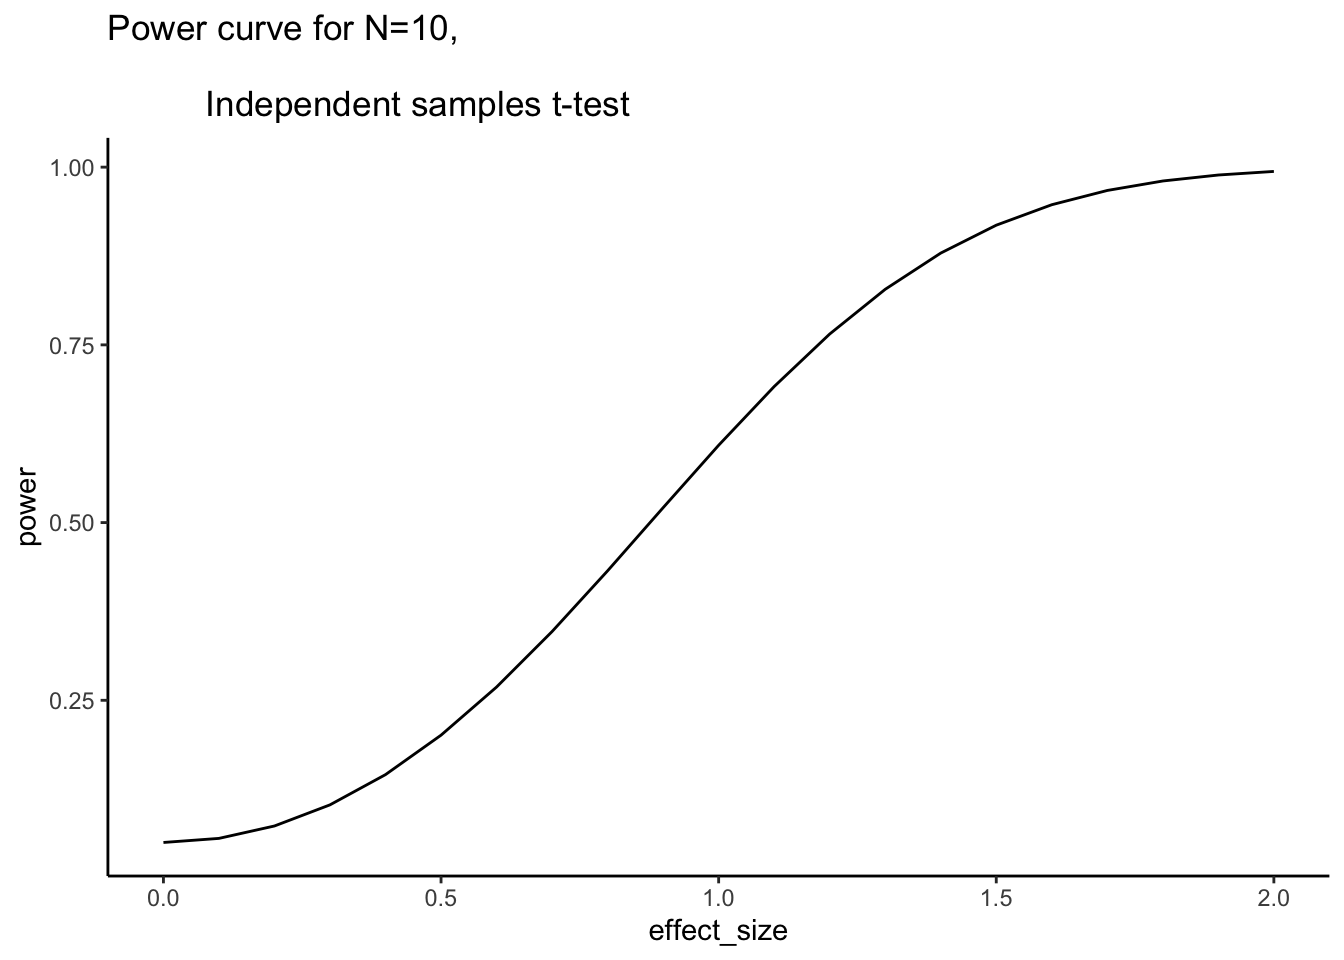 Power curve for N=10,
Independent samples t-test
1.00
0.75
0.50
0.25
power
0.0 0.5 1.0 1.5 2.0
effect_size